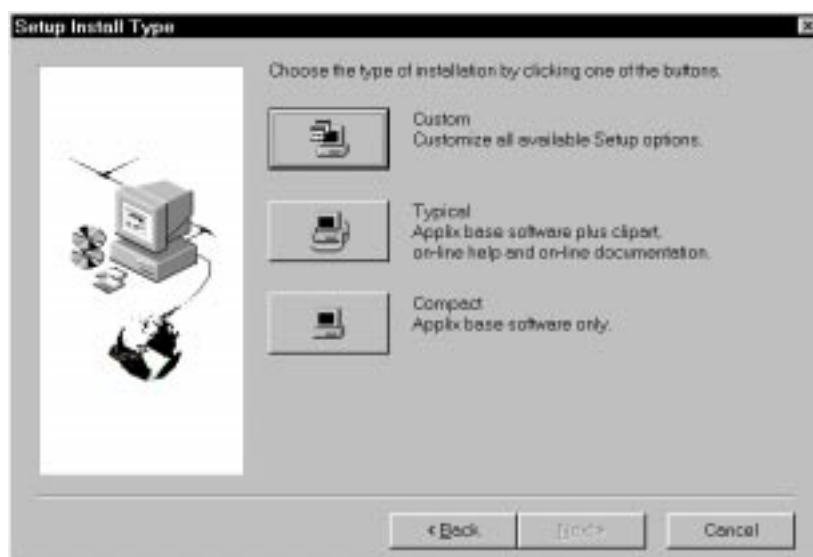 Setup Install Type
Choose the type of installation by clicking one of the buttons.
Custom
Customize all available Setup options.
Typical
Applix base software plus clipart,
on-line help and on-line documentation.
Compact
Applix base software only.
< Back
Next >
Cancel